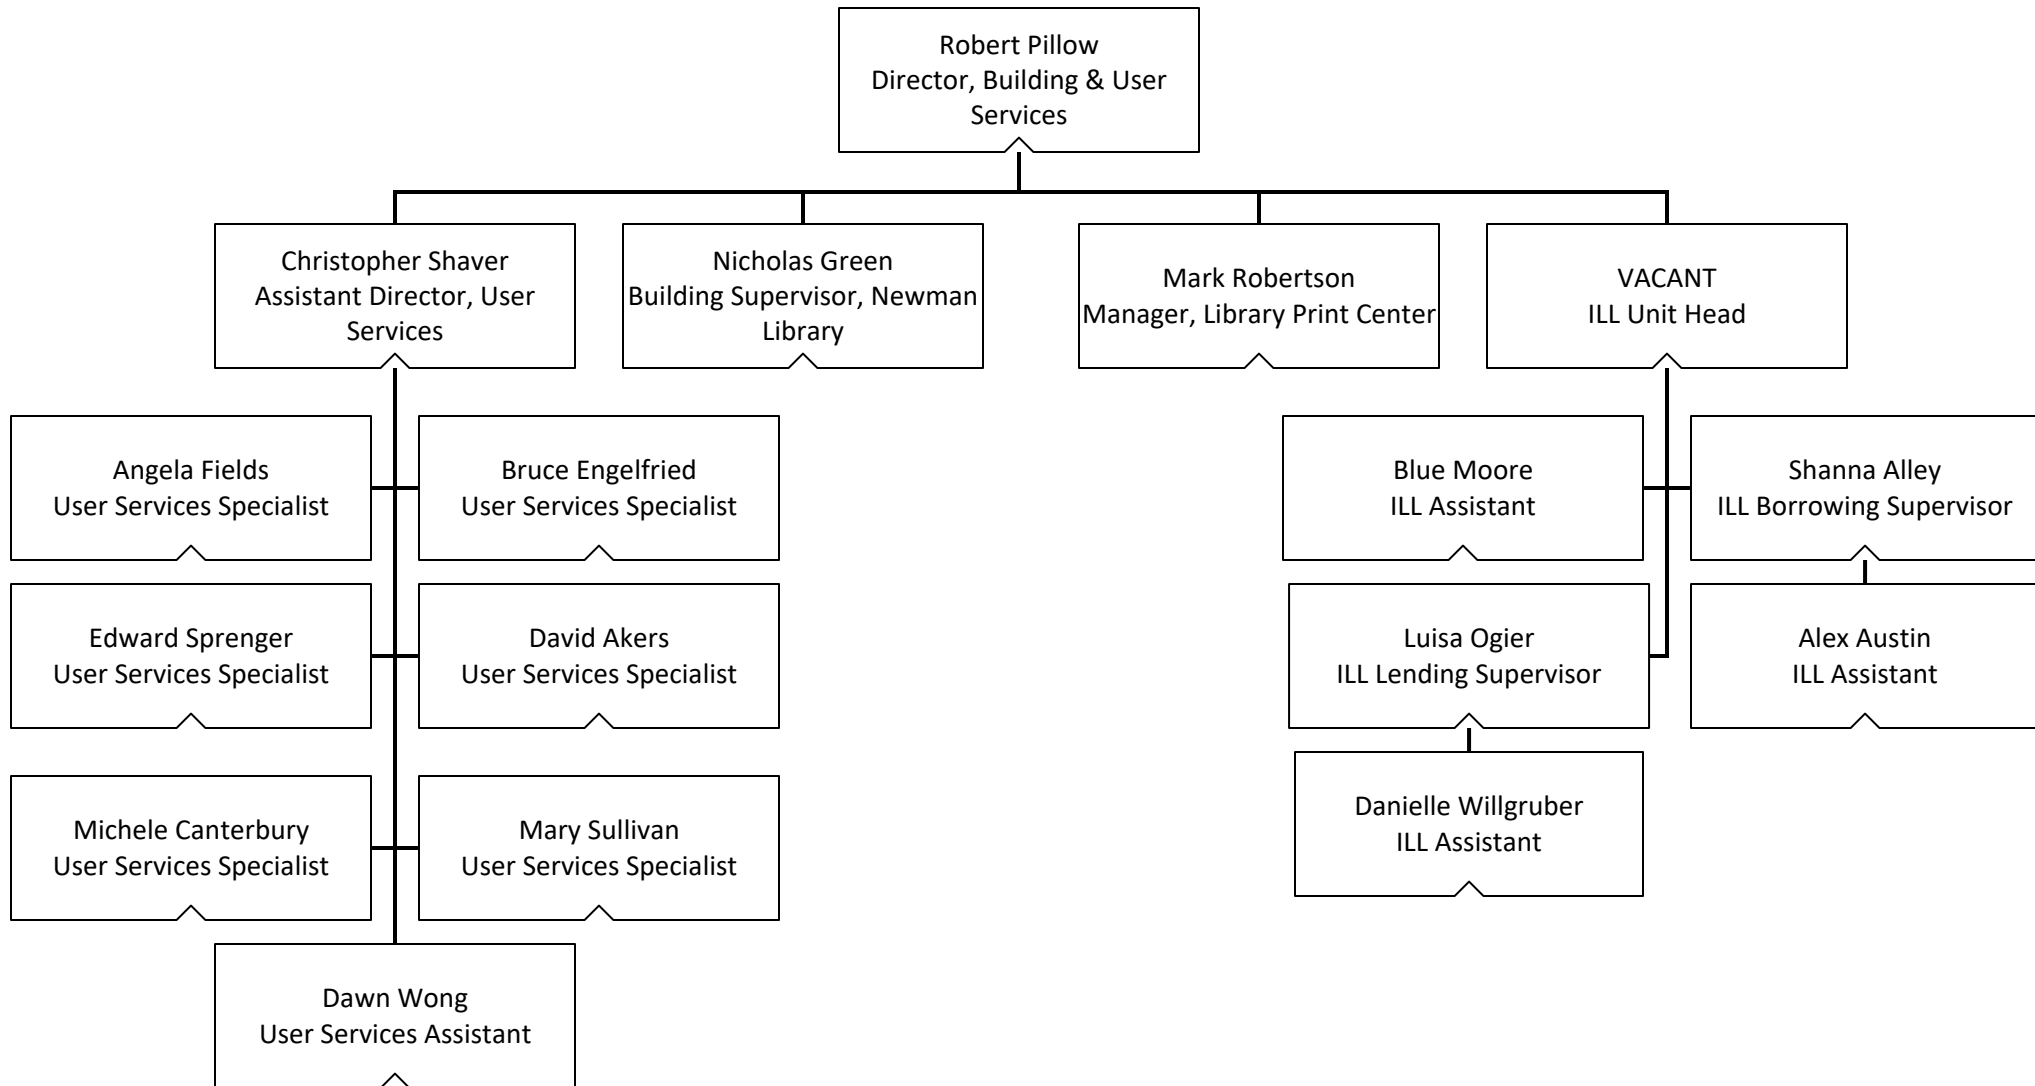 Robert Pillow
Director, Building & User
Services
Christopher Shaver
Assistant Director, User
Services
Nicholas Green
Building Supervisor, Newman
Library
Mark Robertson
Manager, Library Print Center
VACANT
ILL Unit Head
Angela Fields
User Services Specialist
Bruce Engelfried
User Services Specialist
Blue Moore
ILL Assistant
Shanna Alley
ILL Borrowing Supervisor
Edward Sprenger
User Services Specialist
David Akers
User Services Specialist
Luisa Ogier
ILL Lending Supervisor
Alex Austin
ILL Assistant
Michele Canterbury
User Services Specialist
Mary Sullivan
User Services Specialist
Danielle Willgruber
ILL Assistant
Dawn Wong
User Services Assistant